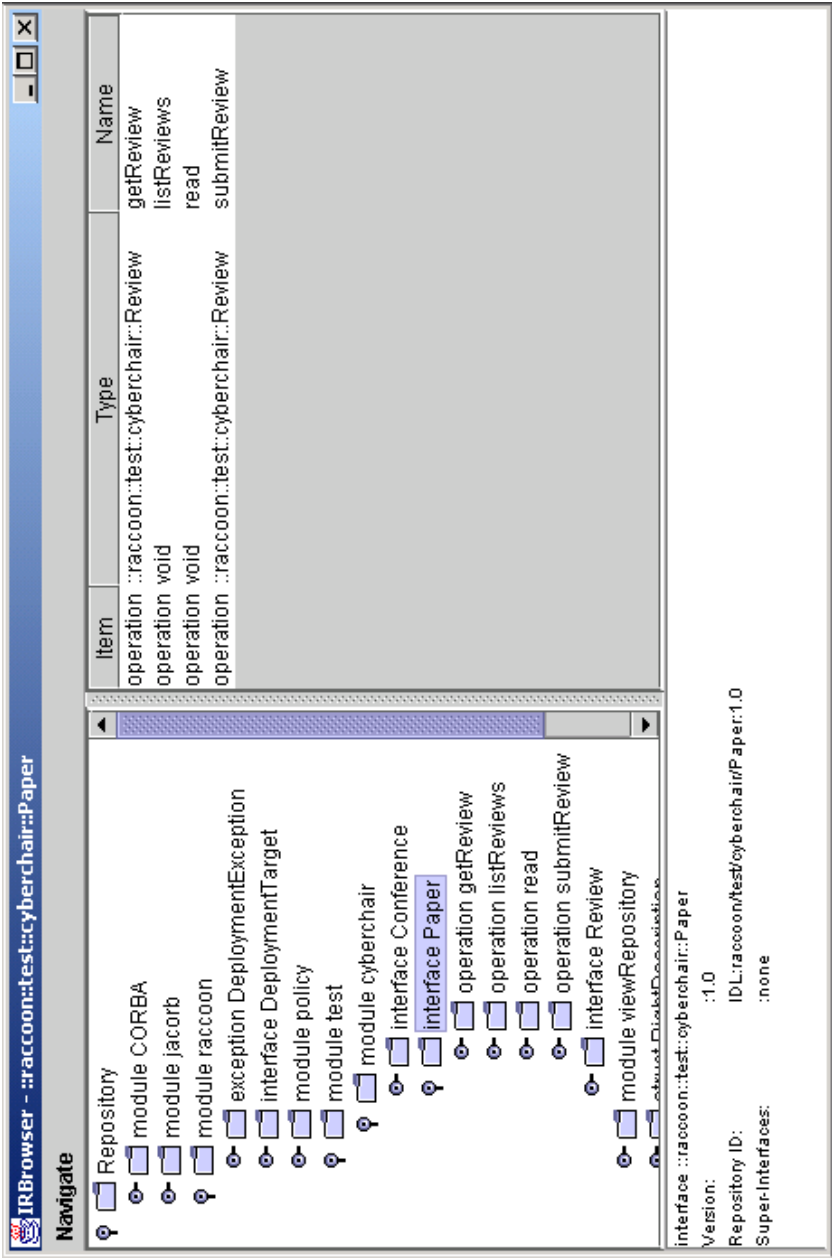 IRBrowser - ::raccoon::test::cyberchair::Paper
Navigate
Repository
module CORBA
module jacorb
module raccoon
exception DeploymentException
interface DeploymentTarget
module policy
module test
module cyberchair
interface Conference
interface Paper
operation getReview
operation listReviews
operation read
operation submitReview
interface Review
module viewRepository
struct RightDescription
Item Type Name
operation ::raccoon::test::cyberchair::Review getReview
operation void listReviews
operation void read
operation ::raccoon::test::cyberchair::Review submitReview
interface ::raccoon::test::cyberchair::Paper
Version: :1.0
Repository ID: IDL:raccoon/test/cyberchair/Paper:1.0
Super-Interfaces: :none